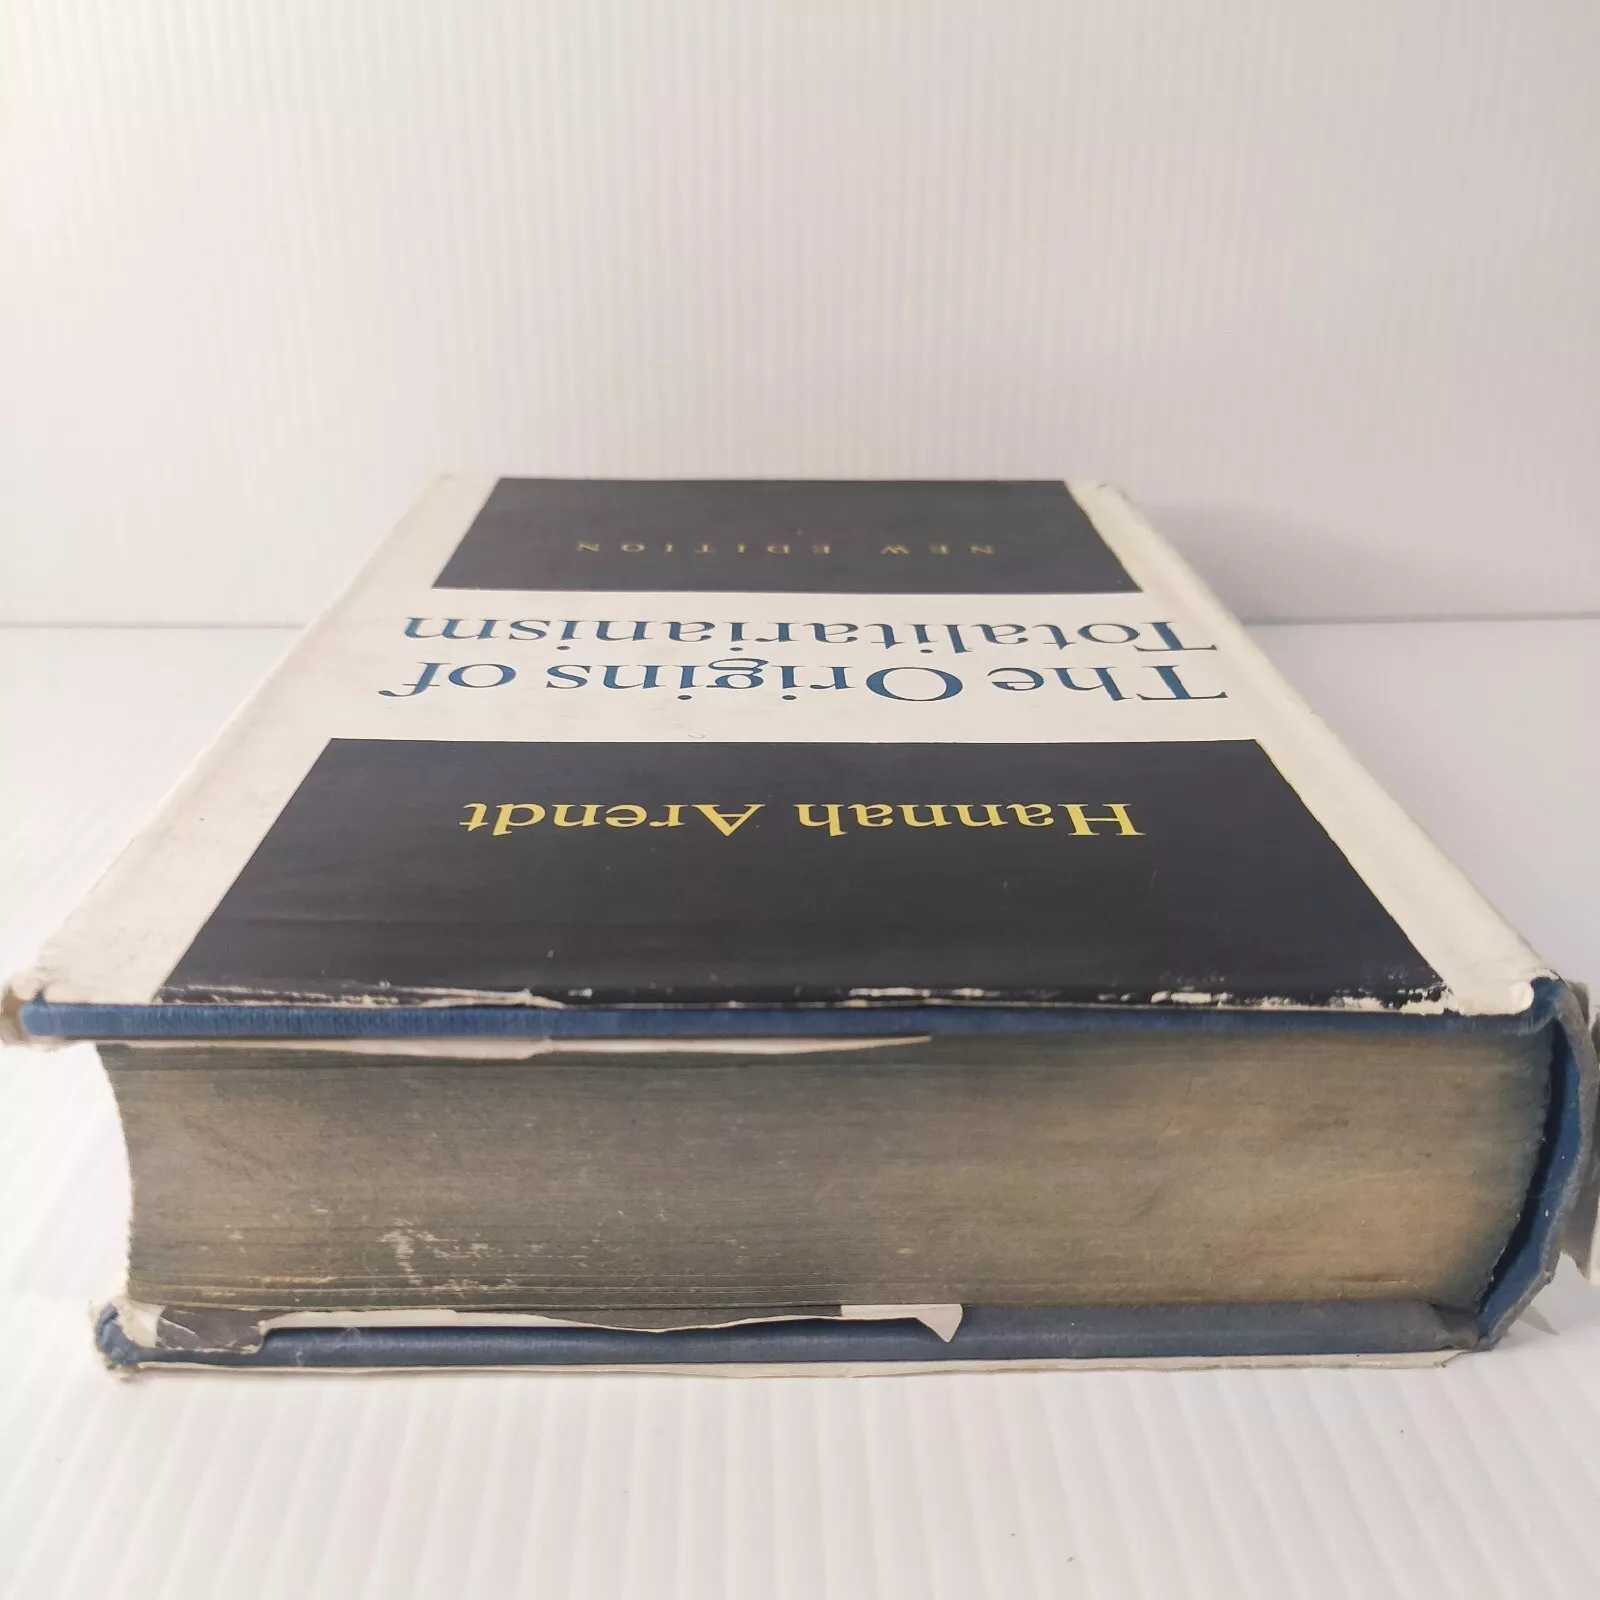 Hannah Arendt
The Origins of
Totalitarianism
NEW EDITION